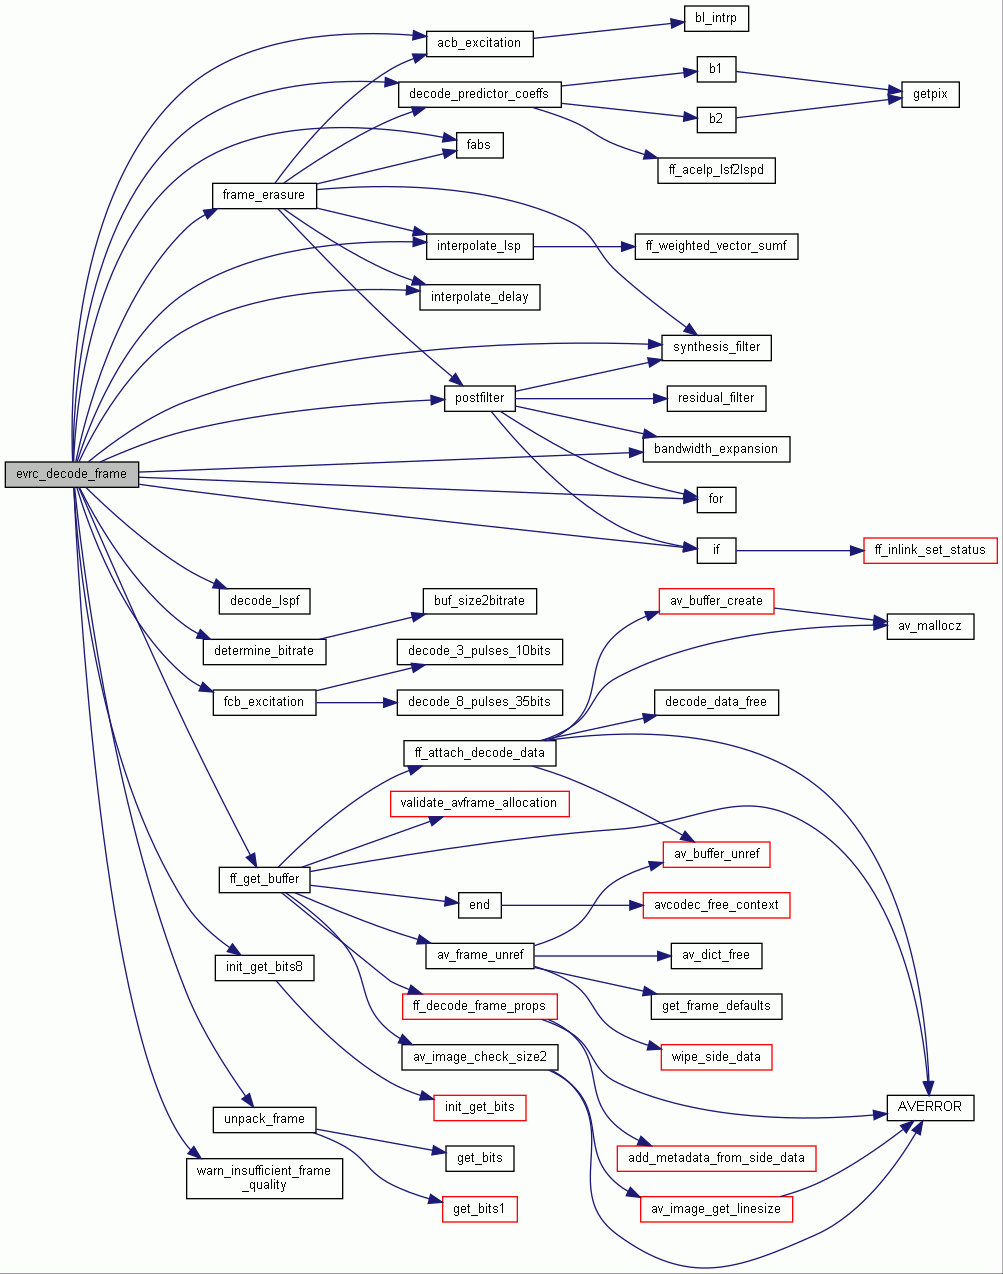 bl_intrp
acb_excitation
b1
decode_predictor_coeffs
getpix
b2
fabs
ff_acelp_lsf2lspd
frame_erasure
interpolate_lsp
ff_weighted_vector_sumf
interpolate_delay
synthesis_filter
postfilter
residual_filter
bandwidth_expansion
evrc_decode_frame
for
if
ff_inlink_set_status
decode_lspf
buf_size2bitrate
av_buffer_create
av_mallocz
determine_bitrate
decode_3_pulses_10bits
fcb_excitation
decode_8_pulses_35bits
decode_data_free
ff_attach_decode_data
validate_avframe_allocation
av_buffer_unref
ff_get_buffer
end
avcodec_free_context
av_frame_unref
av_dict_free
init_get_bits8
ff_decode_frame_props
get_frame_defaults
av_image_check_size2
wipe_side_data
init_get_bits
AVERROR
unpack_frame
get_bits
add_metadata_from_side_data
warn_insufficient_frame
_quality
get_bits1
av_image_get_linesize